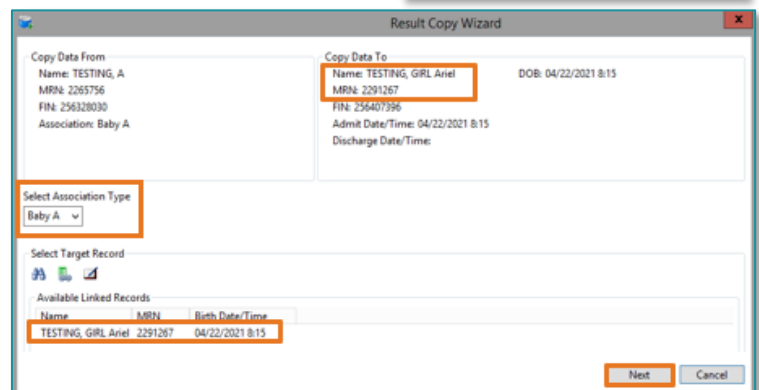 Result Copy Wizard
x
Copy Data From
Name: TESTING, A
MRN: 2265756
FIN: 256328030
Association: Baby A
Copy Data To
Name: TESTING, GIRL Ariel DOB: 04/22/2021 8:15
MRN: 2291267
FIN: 256407396
Admit Date/Time: 04/22/2021 8:15
Discharge Date/Time:
Select Association Type
Baby A
Select Target Record
Available Linked Records
Name MRN Birth Date/Time
TESTING, GIRL Ariel 2291267 04/22/2021 8:15
Next Cancel